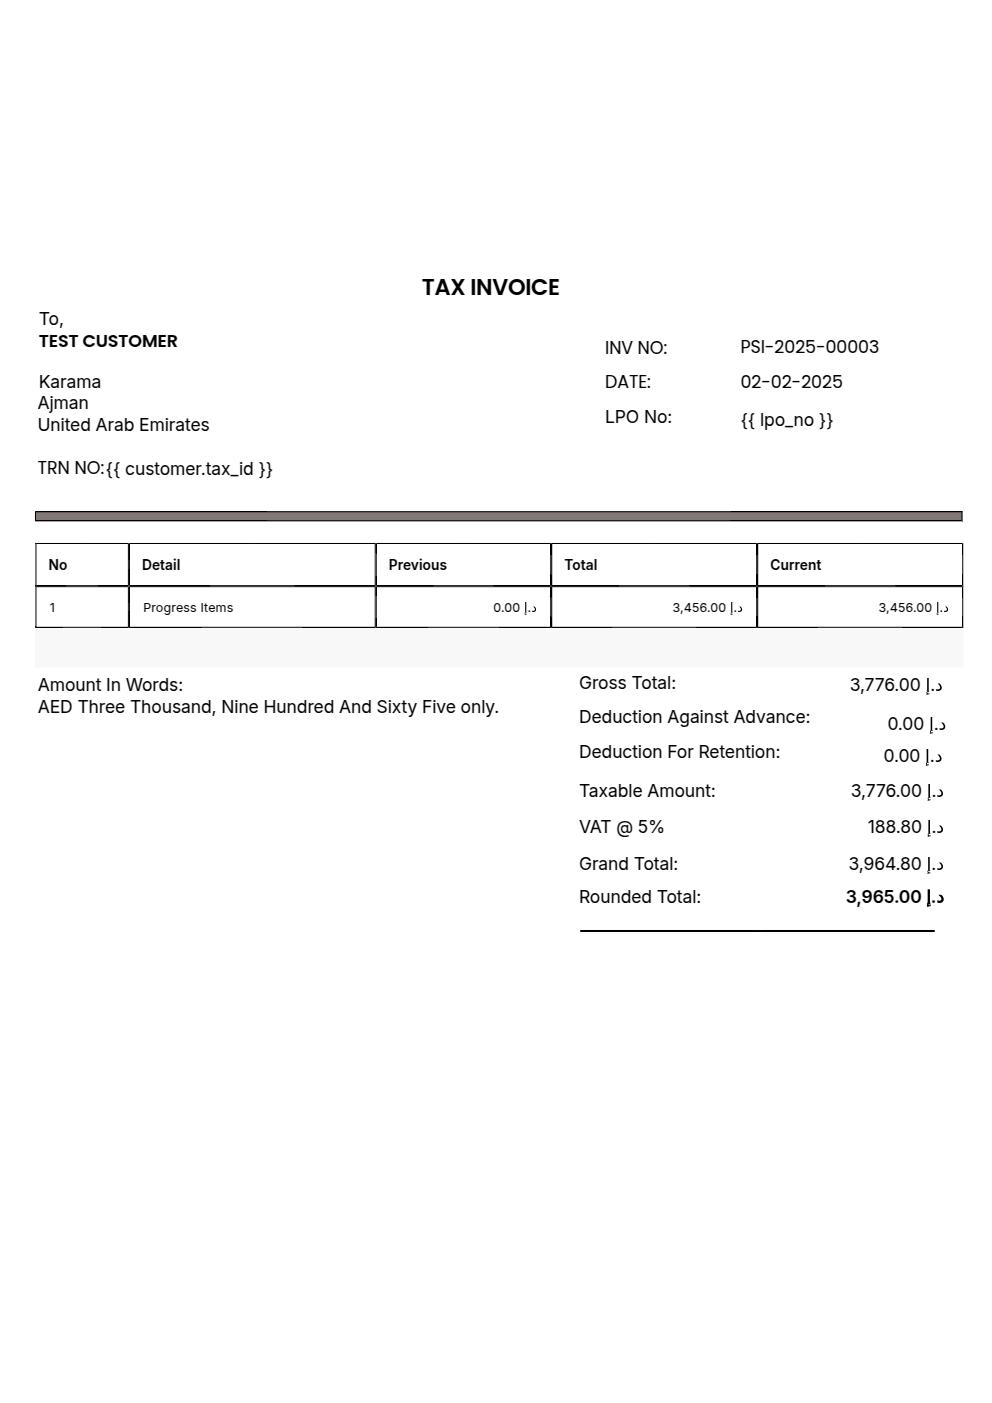 TAX INVOICE
To,
TEST CUSTOMER
INV NO: PSI-2025-00003
Karama
DATE: 02-02-2025
Ajman
LPO No: {{ lpo_no }}
United Arab Emirates
TRN NO: {{ customer.tax_id }}
No Detail Previous Total Current
1 Progress Items 0.00 د.إ 3,456.00 د.إ 3,456.00 د.إ
Amount In Words:
AED Three Thousand, Nine Hundred And Sixty Five only.
Gross Total: 3,776.00 د.إ
Deduction Against Advance: 0.00 د.إ
Deduction For Retention: 0.00 د.إ
Taxable Amount: 3,776.00 د.إ
VAT @ 5% 188.80 د.إ
Grand Total: 3,964.80 د.إ
Rounded Total: 3,965.00 د.إ